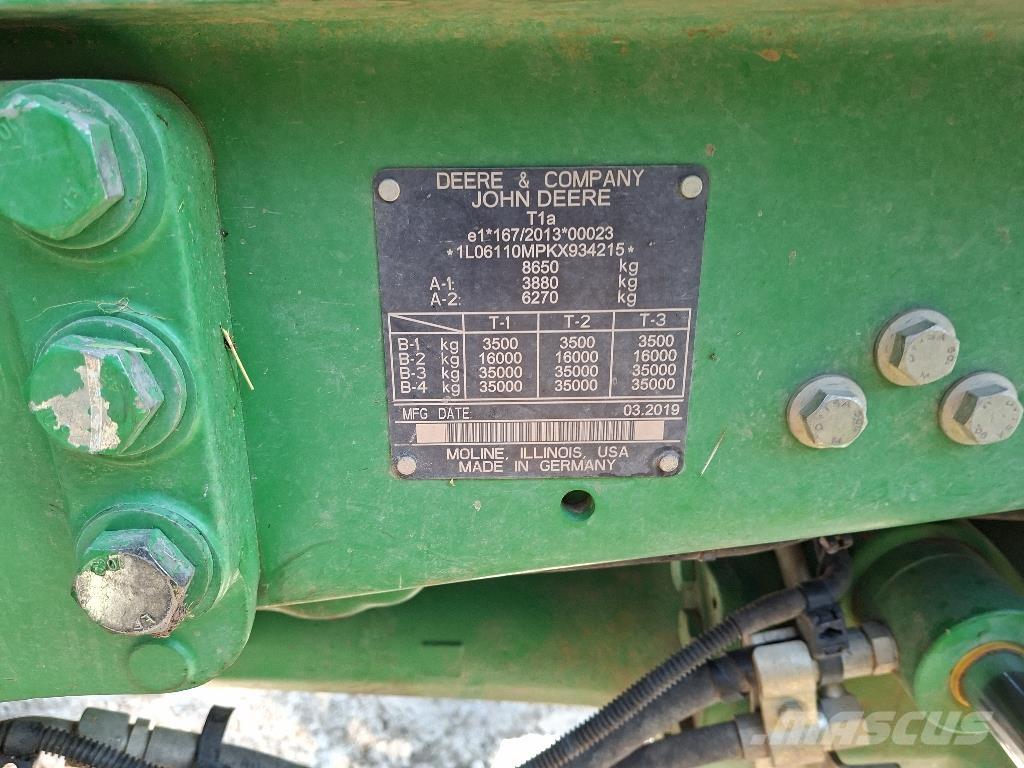 DEERE & COMPANY
JOHN DEERE
T1a
e1*167/2013*00023
*1L06110MPKX934215*
8650 kg
A-1: 3880 kg
A-2: 6270 kg
T-1 T-2 T-3
B-1 kg 3500 3500 3500
B-2 kg 16000 16000 16000
B-3 kg 35000 35000 35000
B-4 kg 35000 35000 35000
MFG DATE: 03.2019
MOLINE, ILLINOIS, USA
MADE IN GERMANY
MASCUS